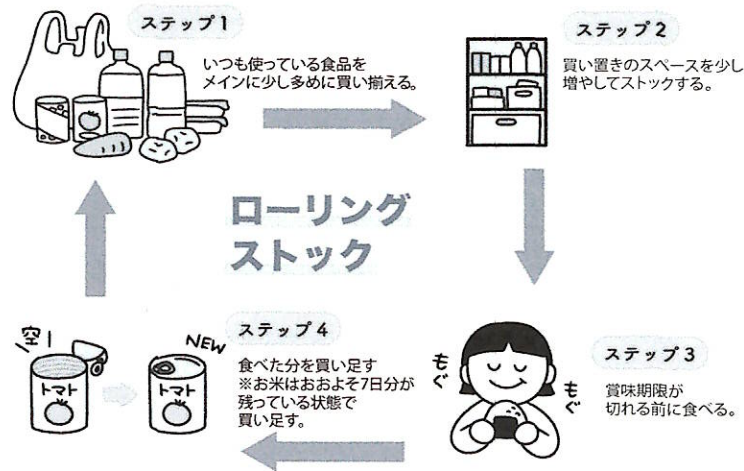 ステップ1
いつも使っている食品を
メインに少し多めに買い揃える。
ステップ2
買い置きのスペースを少し
増やしてストックする。
ローリング
ストック
ステップ3
賞味期限が
切れる前に食べる。
もぐ
もぐ
ステップ4
食べた分を買い足す
※お米はおおよそ7日分が
残っている状態で
買い足す。
空
トマト
NEW
トマト